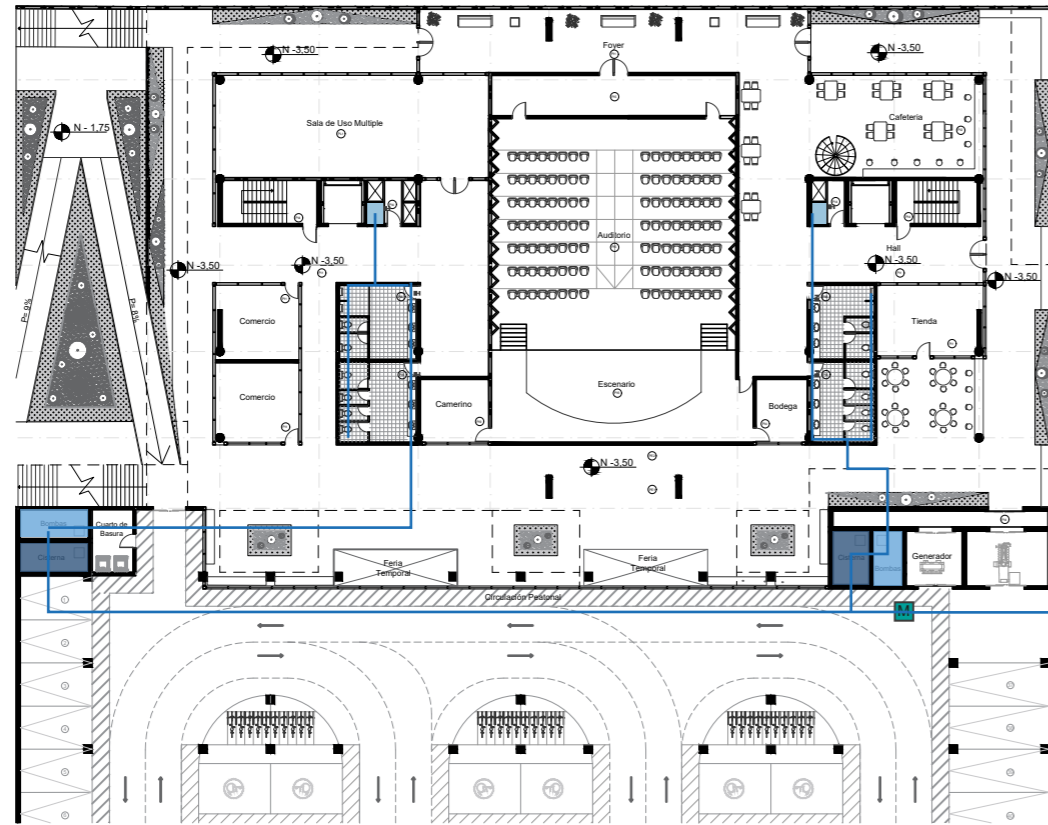 Foyer
N -3,50
N -3,50
N - 1,75
Sala de Uso Multiple
Cafeteria
Auditorio
Hall
N -3,50
N -3,50
N -3,50
N -3,50
P= 9%
P= 8%
Comercio
Tienda
Comercio
Camerino
Escenario
Bodega
N -3,50
Bombas
Cuarto de
Basura
Cisterna
Feria
Temporal
Feria
Temporal
Cisterna
Bombas
Generador
Circulación Peatonal
M